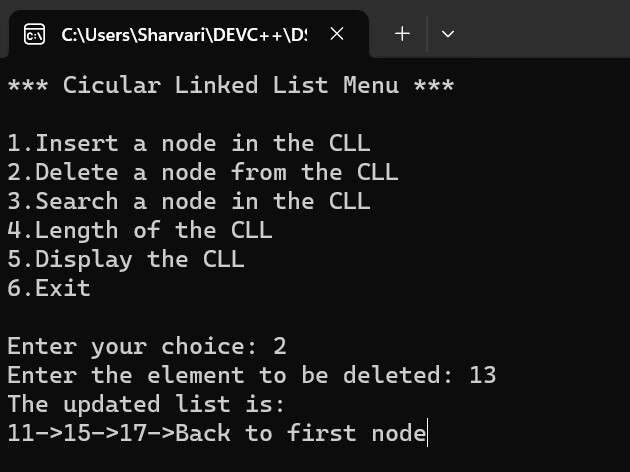 C:\Users\Sharvari\DEVC++\DS
*** Cicular Linked List Menu ***
1.Insert a node in the CLL
2.Delete a node from the CLL
3.Search a node in the CLL
4.Length of the CLL
5.Display the CLL
6.Exit
Enter your choice: 2
Enter the element to be deleted: 13
The updated list is:
11->15->17->Back to first node